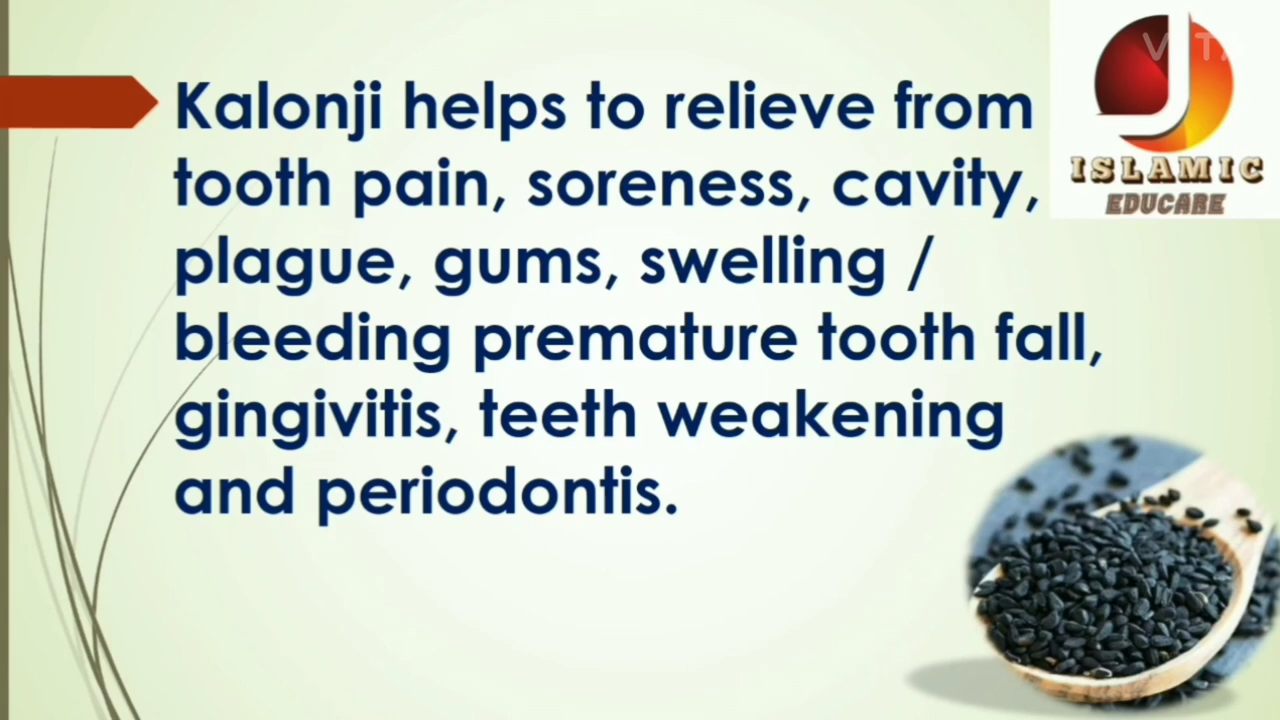 Kalonji helps to relieve from
tooth pain, soreness, cavity,
plague, gums, swelling /
bleeding premature tooth fall,
gingivitis, teeth weakening
and periodontis.
ISLAMIC
EDUCARE